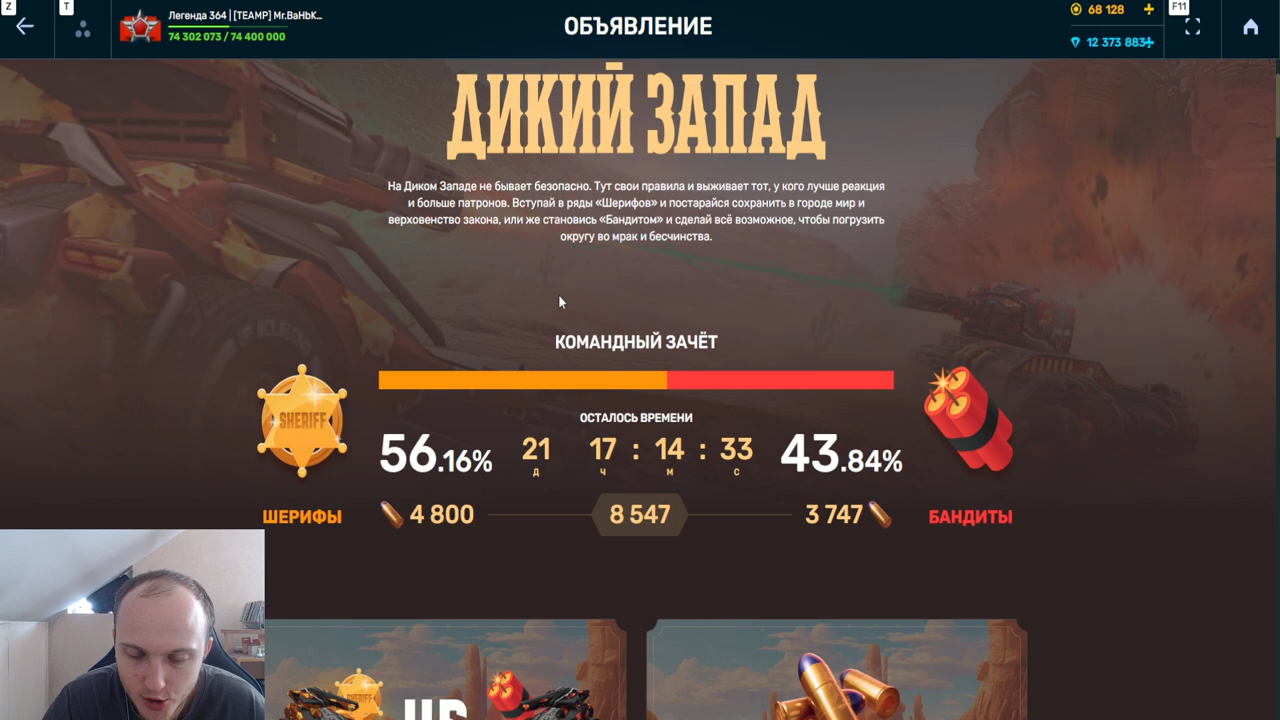 Z
T
Легенда 364 | [TEAMP] Mr.BaHbK...
74 302 073 / 74 400 000
ОБЪЯВЛЕНИЕ
68 128
12 373 883
F11
ДИКИЙ ЗАПАД
На Диком Западе не бывает безопасно. Тут свои правила и выживает тот, у кого лучше реакция
и больше патронов. Вступай в ряды «Шерифов» и постарайся сохранить в городе мир и
верховенство закона, или же становись «Бандитом» и сделай всё возможное, чтобы погрузить
округу во мрак и бесчинства.
КОМАНДНЫЙ ЗАЧЁТ
SHERIFF
ОСТАЛОСЬ ВРЕМЕНИ
56.16%
21 17 : 14 : 33
Д Ч М С
43.84%
ШЕРИФЫ
4 800
8 547
3 747
БАНДИТЫ